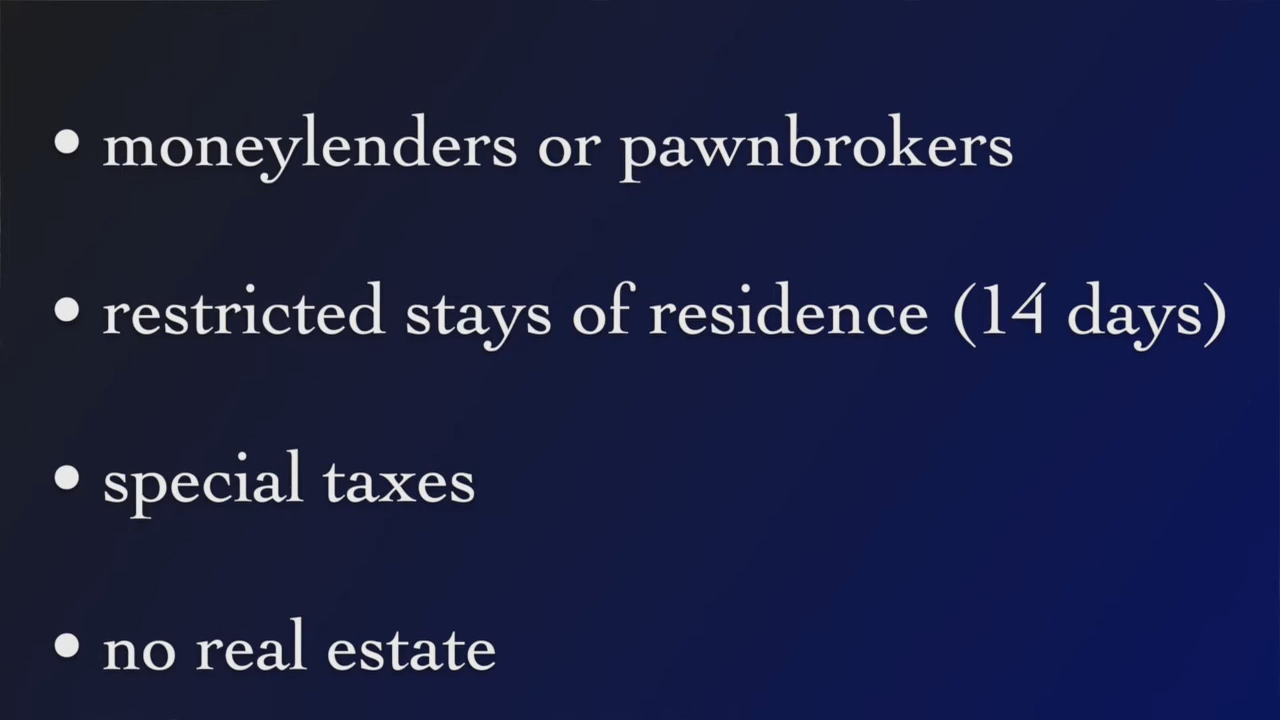 • moneylenders or pawnbrokers
• restricted stays of residence (14 days)
• special taxes
• no real estate